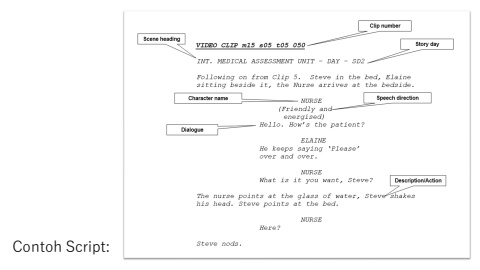 Clip number
Scene heading
VIDEO CLIP m15 s05 t05 050
Story day
INT. MEDICAL ASSESSMENT UNIT – DAY – SD2
Following on from Clip 5. Steve in the bed, Elaine
sitting beside it, the Nurse arrives at the bedside.
Character name
NURSE
Speech direction
(Friendly and
energised)
Dialogue
Hello. How's the patient?
ELAINE
He keeps saying 'Please'
over and over.
NURSE
What is it you want, Steve?
Description/Action
The nurse points at the glass of water, Steve shakes
his head. Steve points at the bed.
NURSE
Here?
Contoh Script:
Steve nods.